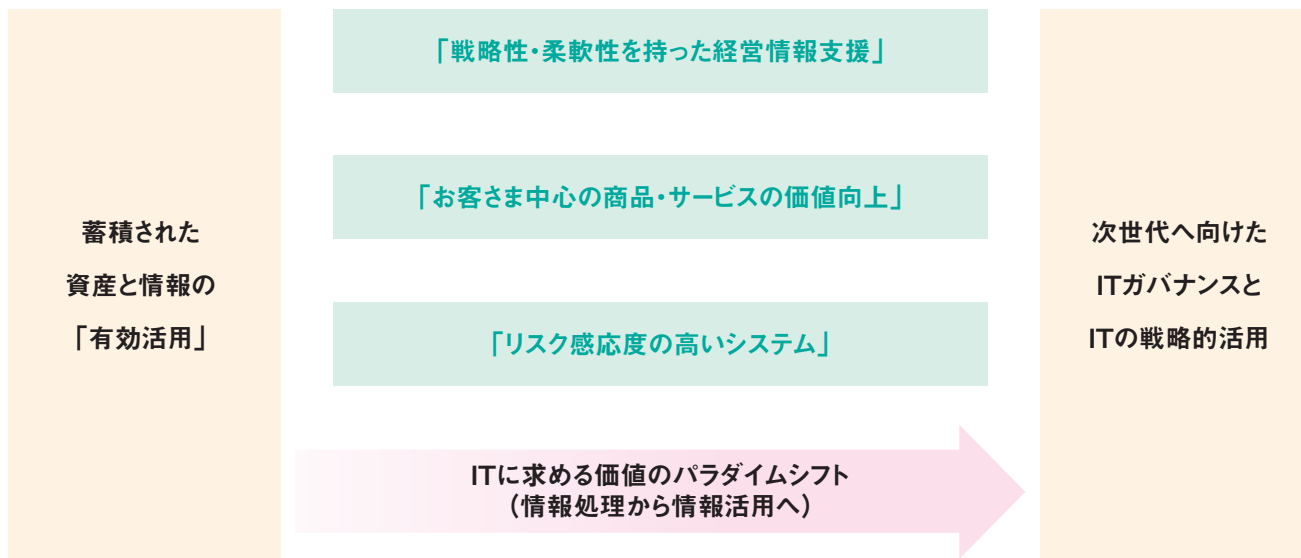 蓄積された
資産と情報の
「有効活用」
「戦略性・柔軟性を持った経営情報支援」
「お客さま中心の商品・サービスの価値向上」
「リスク感応度の高いシステム」
ITに求める価値のパラダイムシフト
（情報処理から情報活用へ）
次世代へ向けた
ITガバナンスと
ITの戦略的活用